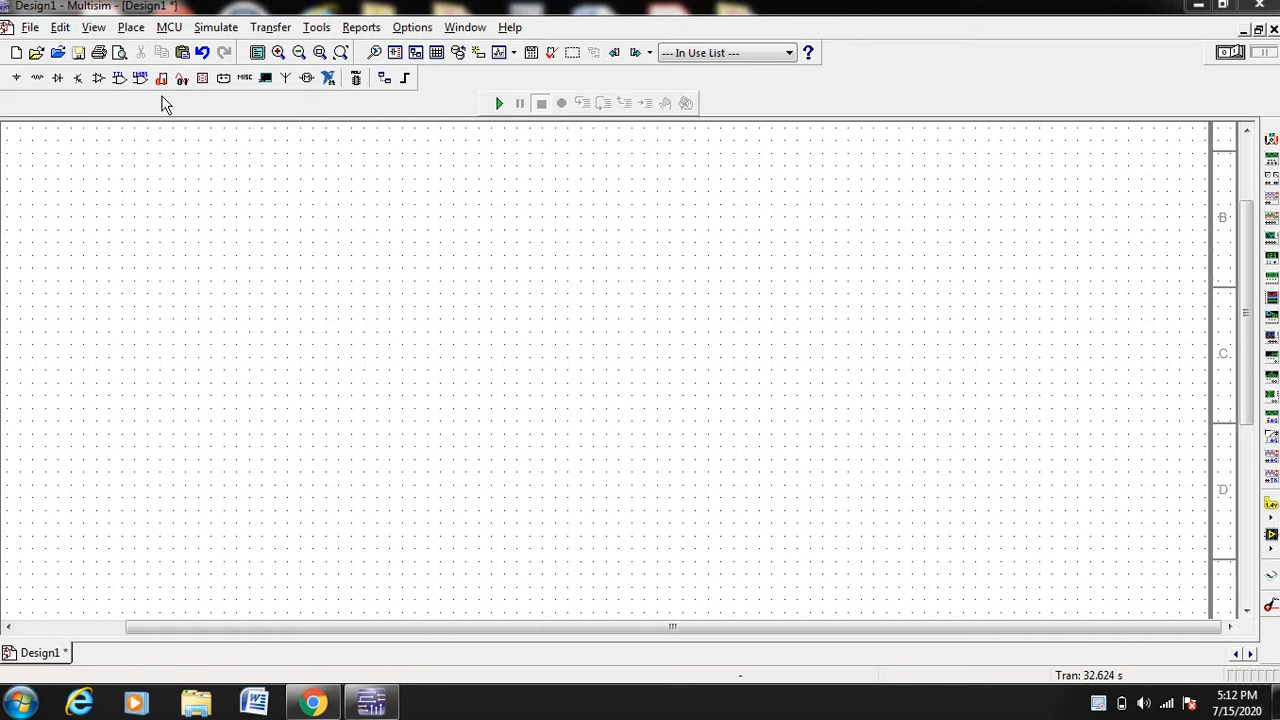 Design1 - Multisim - [Design1 *]
File Edit View Place MCU Simulate Transfer Tools Reports Options Window Help
--- In Use List ---
MISC
B
C
D
Design1 *
-
Tran: 32.624 s
5:12 PM
7/15/2020